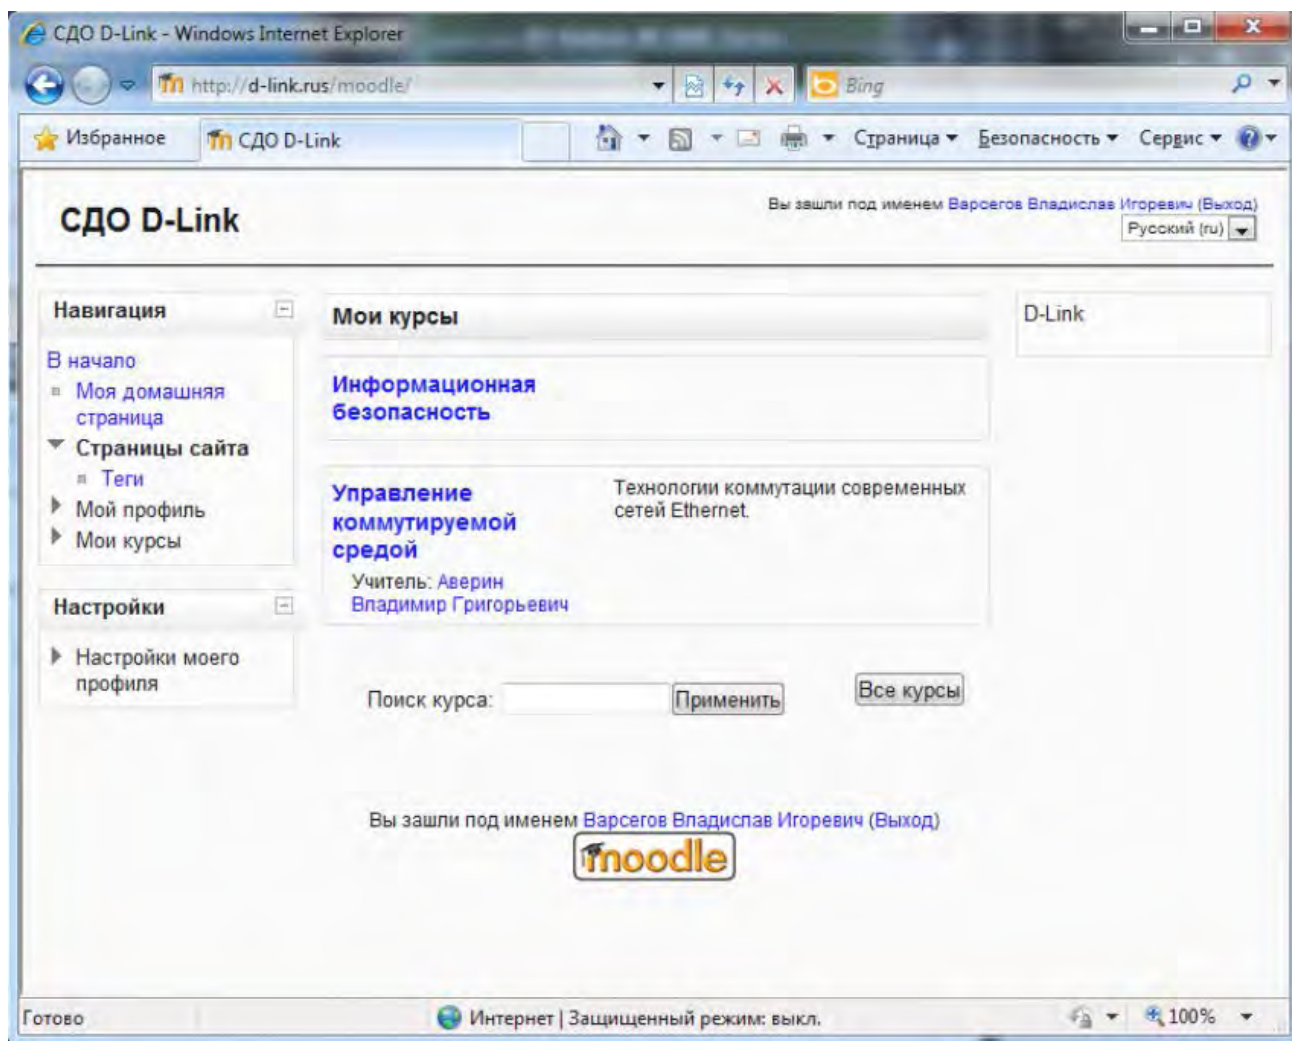 СДО D-Link - Windows Internet Explorer
http://d-link.rus/moodle/
Bing
Избранное
СДО D-Link
Страница
Безопасность
Сервис
СДО D-Link
Вы зашли под именем Варсегов Владислав Игоревич (Выход)
Русский (ru)
Навигация
В начало
Моя домашняя
страница
Страницы сайта
Теги
Мой профиль
Мои курсы
Настройки
Настройки моего
профиля
Мои курсы
Информационная
безопасность
Управление
коммутируемой
средой
Учитель: Аверин
Владимир Григорьевич
Технологии коммутации современных
сетей Ethernet.
Поиск курса:
Применить
Все курсы
D-Link
Вы зашли под именем Варсегов Владислав Игоревич (Выход)
moodle
Готово
Интернет | Защищенный режим: выкл.
100%